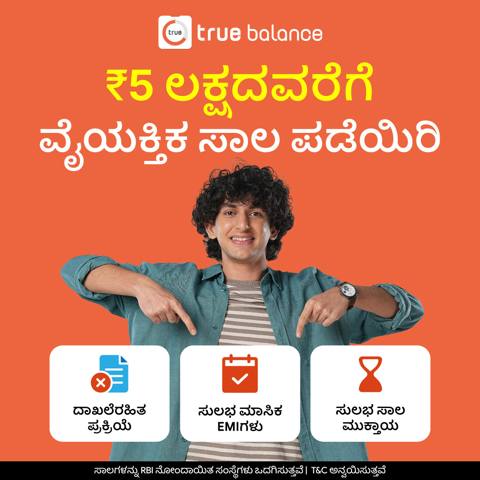 true
true balance
₹5 ಲಕ್ಷದವರೆಗೆ
ವೈಯಕ್ತಿಕ ಸಾಲ ಪಡೆಯಿರಿ
ದಾಖಲೆರಹಿತ
ಪ್ರಕ್ರಿಯೆ
ಸುಲಭ ಮಾಸಿಕ
EMIಗಳು
ಸುಲಭ ಸಾಲ
ಮುಕ್ತಾಯ
ಸಾಲಗಳನ್ನು RBI ನೋಂದಾಯಿತ ಸಂಸ್ಥೆಗಳು ಒದಗಿಸುತ್ತವೆ | T&C ಅನ್ವಯಿಸುತ್ತವೆ